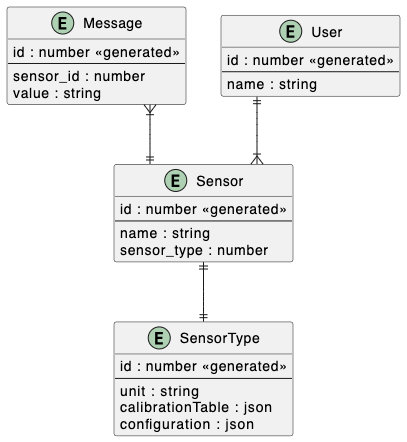 E Message
id : number «generated»
sensor_id : number
value : string
E User
id : number «generated»
name : string
E Sensor
id : number «generated»
name : string
sensor_type : number
E SensorType
id : number «generated»
unit : string
calibrationTable : json
configuration : json